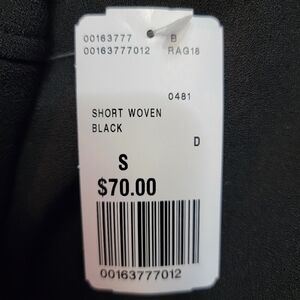 00163777 B
00163777012 RAG18
0481
SHORT WOVEN
BLACK
D
S
$70.00
00163777012